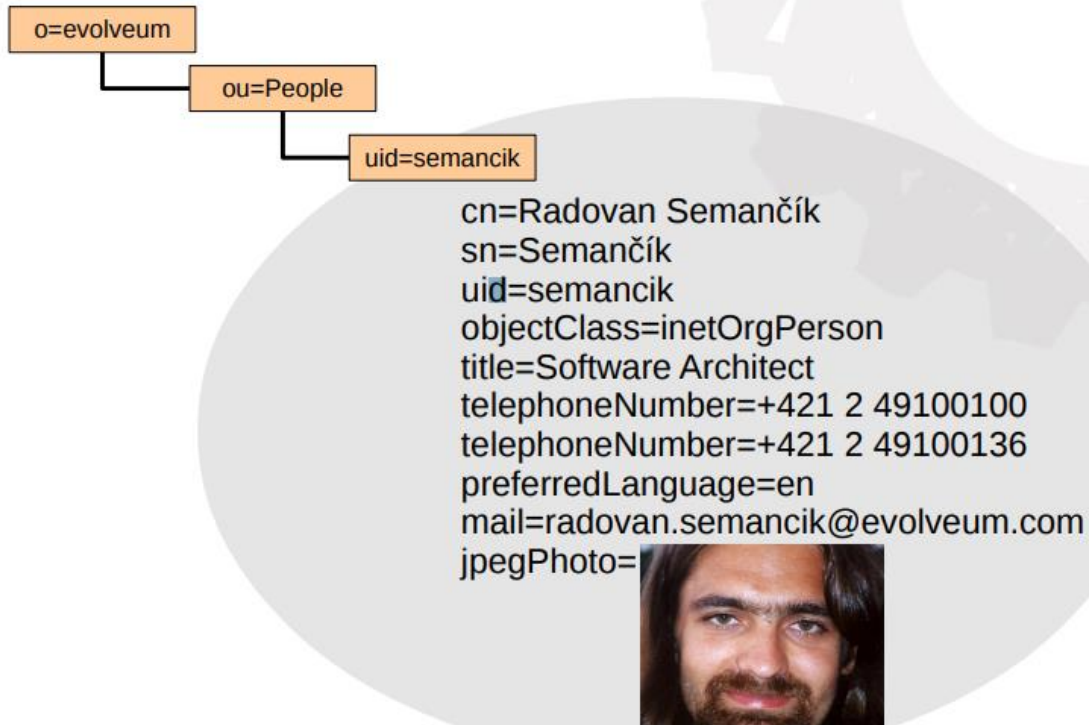 o=evolveum
ou=People
uid=semancik
cn=Radovan Semančík
sn=Semančík
uid=semancik
objectClass=inetOrgPerson
title=Software Architect
telephoneNumber=+421 2 49100100
telephoneNumber=+421 2 49100136
preferredLanguage=en
mail=radovan.semancik@evolveum.com
jpegPhoto=